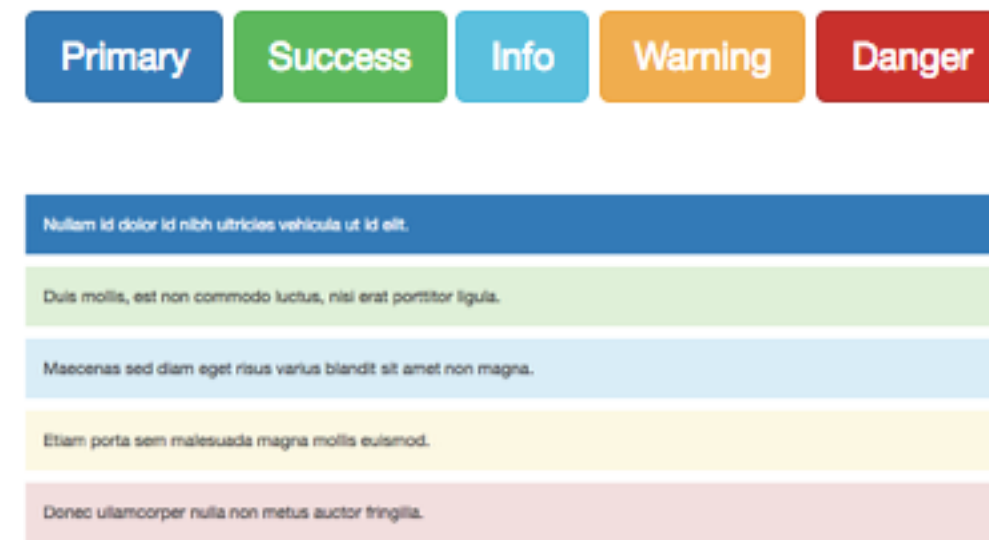 Primary Success Info Warning Danger
Nullam id dolor id nibh ultricies vehicula ut id elit.
Duis mollis, est non commodo luctus, nisi erat porttitor ligula.
Maecenas sed diam eget risus varius blandit sit amet non magna.
Etiam porta sem malesuada magna mollis euismod.
Donec ullamcorper nulla non metus auctor fringilla.